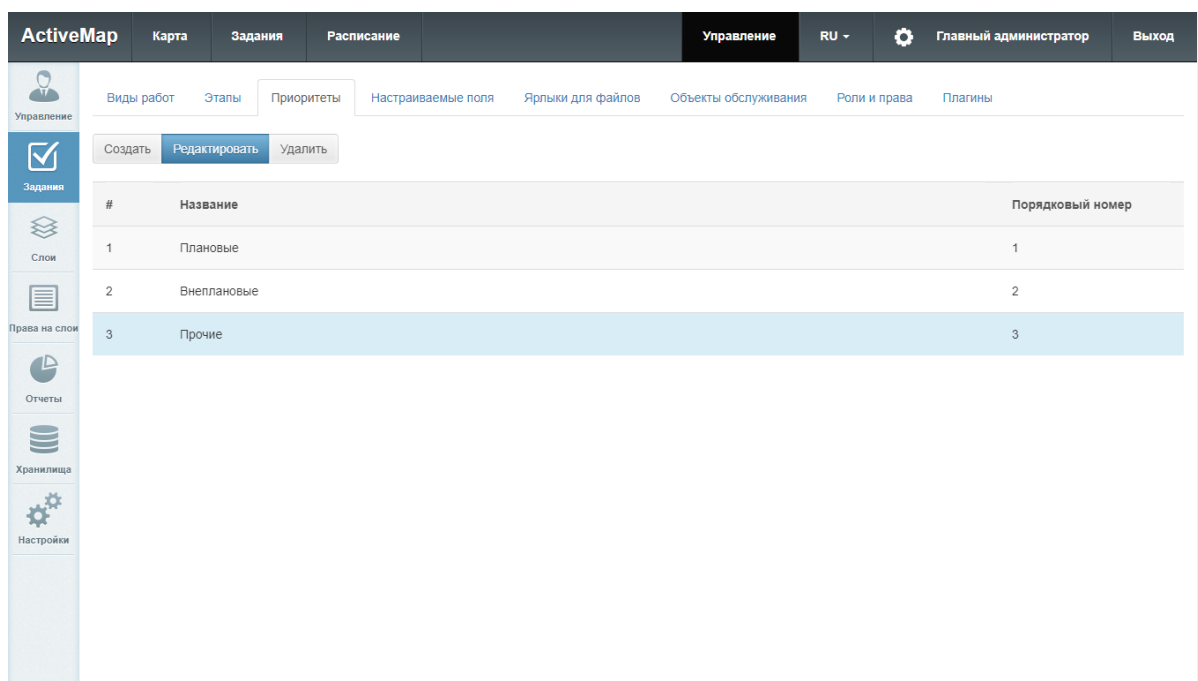 ActiveMap Карта Задания Расписание Управление RU Главный администратор Выход
Управление
Задания
Слои
Права на слои
Отчеты
Хранилища
Настройки
Виды работ Этапы Приоритеты Настраиваемые поля Ярлыки для файлов Объекты обслуживания Роли и права Плагины
Создать Редактировать Удалить
# Название Порядковый номер
1 Плановые 1
2 Внеплановые 2
3 Прочие 3